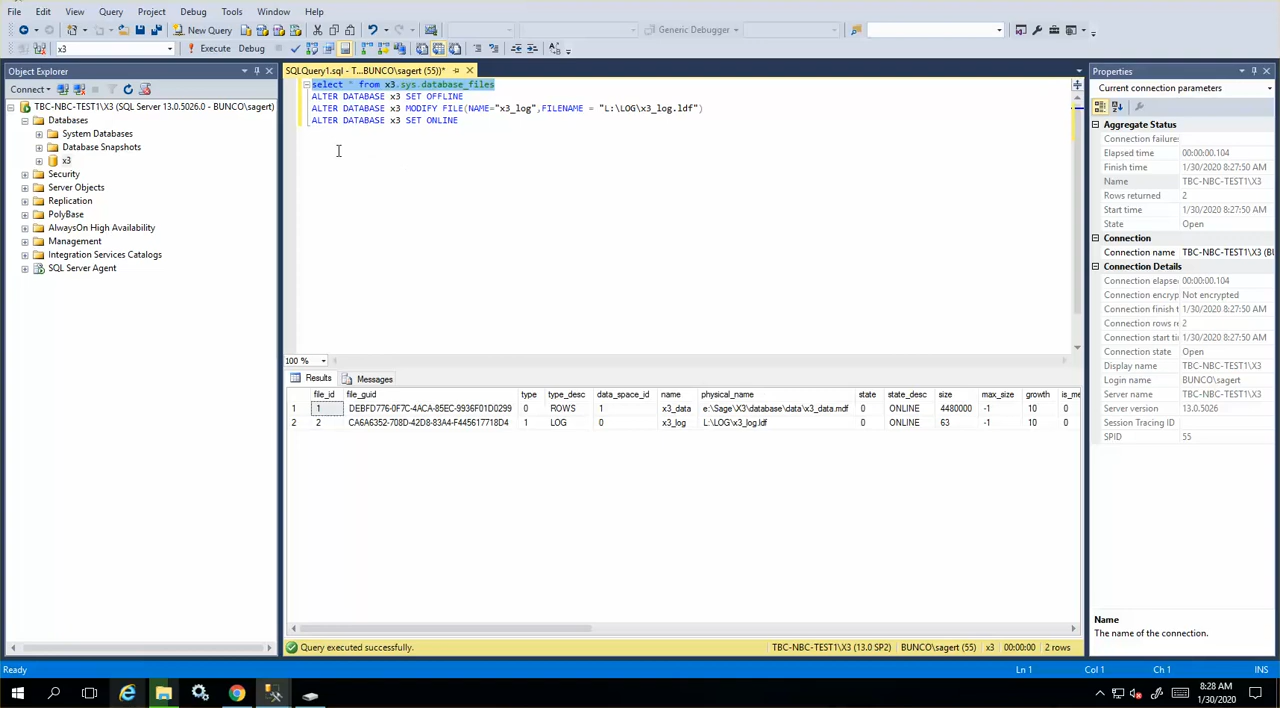 File Edit View Query Project Debug Tools Window Help
New Query Generic Debugger
x3 Execute Debug
Object Explorer
Connect
TBC-NBC-TEST1\X3 (SQL Server 13.0.5026.0 - BUNCO\sagert)
Databases
System Databases
Database Snapshots
x3
Security
Server Objects
Replication
PolyBase
AlwaysOn High Availability
Management
Integration Services Catalogs
SQL Server Agent
SQLQuery1.sql - T...BUNCO\sagert (55))*
select * from x3.sys.database_files
ALTER DATABASE x3 SET OFFLINE
ALTER DATABASE x3 MODIFY FILE(NAME="x3_log",FILENAME = "L:\LOG\x3_log.ldf")
ALTER DATABASE x3 SET ONLINE
100 %
Results Messages
file_id file_guid type type_desc data_space_id name physical_name state state_desc size max_size growth is_me
1 1 DEBFD776-0F7C-4ACA-85EC-9936F01D0299 0 ROWS 1 x3_data e:\Sage\X3\database\data\x3_data.mdf 0 ONLINE 4480000 -1 10 0
2 2 CA6A6352-708D-42D8-83A4-F445617718D4 1 LOG 0 x3_log L:\LOG\x3_log.ldf 0 ONLINE 63 -1 10 0
Query executed successfully. TBC-NBC-TEST1\X3 (13.0 SP2) BUNCO\sagert (55) x3 00:00:00 2 rows
Properties
Current connection parameters
Aggregate Status
Connection failures
Elapsed time 00:00:00.104
Finish time 1/30/2020 8:27:50 AM
Name TBC-NBC-TEST1\X3
Rows returned 2
Start time 1/30/2020 8:27:50 AM
State Open
Connection
Connection name TBC-NBC-TEST1\X3 (BU
Connection Details
Connection elapse 00:00:00.104
Connection encryp Not encrypted
Connection finish t 1/30/2020 8:27:50 AM
Connection rows re 2
Connection start ti 1/30/2020 8:27:50 AM
Connection state Open
Display name TBC-NBC-TEST1\X3
Login name BUNCO\sagert
Server name TBC-NBC-TEST1\X3
Server version 13.0.5026
Session Tracing ID
SPID 55
Name
The name of the connection.
Ready Ln 1 Col 1 Ch 1 INS
8:28 AM
1/30/2020